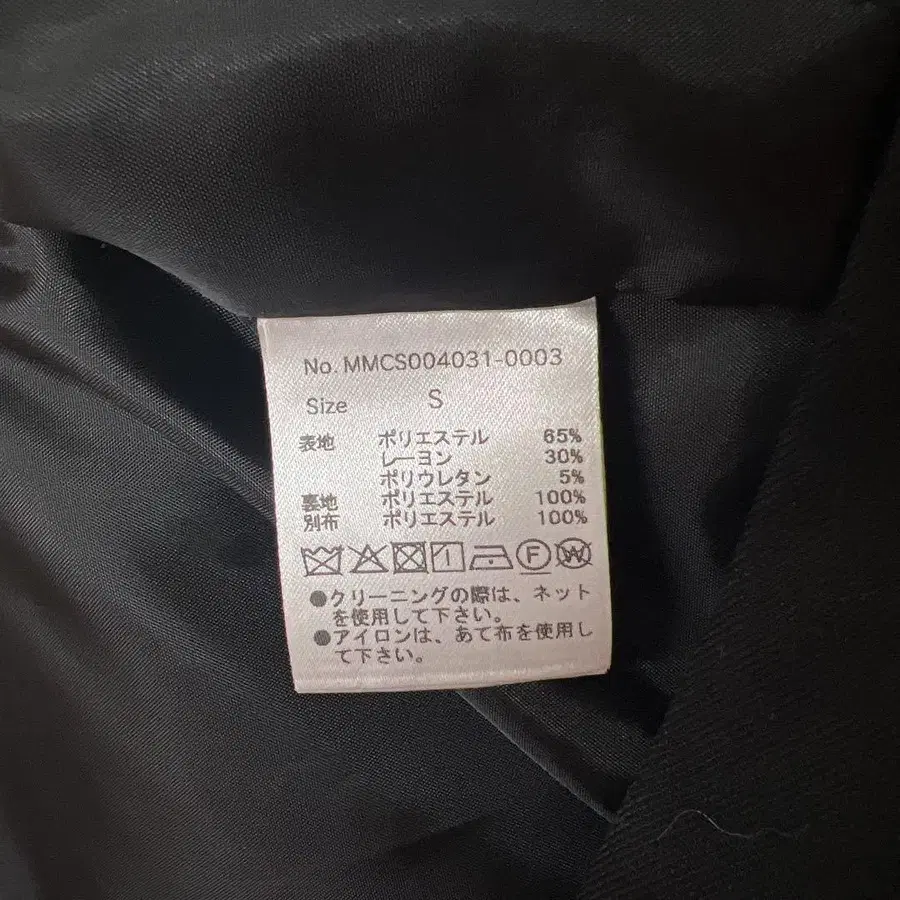 No. MMCS004031-0003
Size S
表地 ポリエステル 65%
レーヨン 30%
ポリウレタン 5%
裏地 ポリエステル 100%
別布 ポリエステル 100%
F W
●クリーニングの際は、ネット
を使用して下さい。
●アイロンは、あて布を使用し
て下さい。